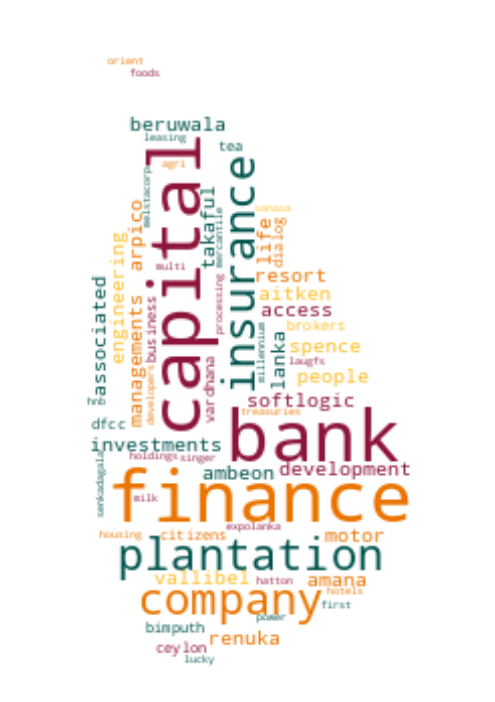 orient
foods
beruwala
leasing
tea
capital
agri
insurance
melstacorp
takaful
mercantile
arpico
sanasa
life
dialog
engineering
multi
resort
associated
processing
aitken
managements
business
access
millennium
brokers
lanka
spence
laugfs
vardhana
people
developers
hnb
softlogic
treasuries
dfcc
bank
investments
holdings
singer
senkadagala
ambeon
development
finance
milk
expolanka
housing
citizens
motor
plantation
vallibel
hatton
amana
hotels
company
first
power
bimputh
renuka
ceylon
lucky